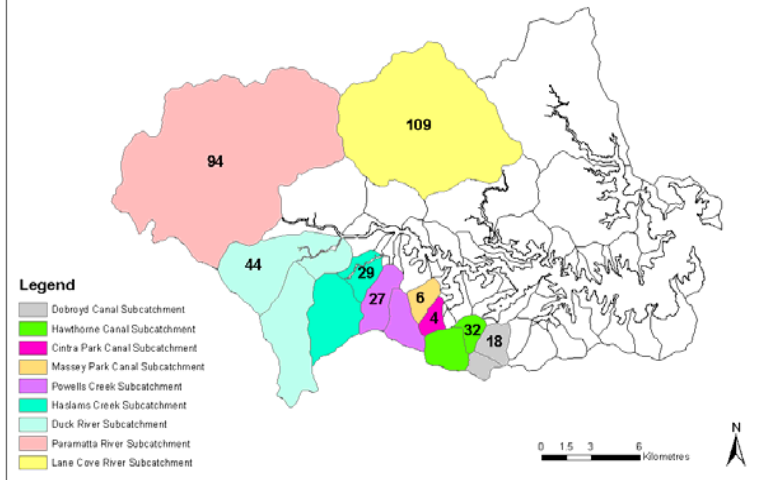 94
109
44
29
27
6
4
32
18
Legend
Dobroyd Canal Subcatchment
Hawthorne Canal Subcatchment
Cintra Park Canal Subcatchment
Massey Park Canal Subcatchment
Powells Creek Subcatchment
Haslams Creek Subcatchment
Duck River Subcatchment
Paramatta River Subcatchment
Lane Cove River Subcatchment
0 1.5 3 6
Kilometres
N